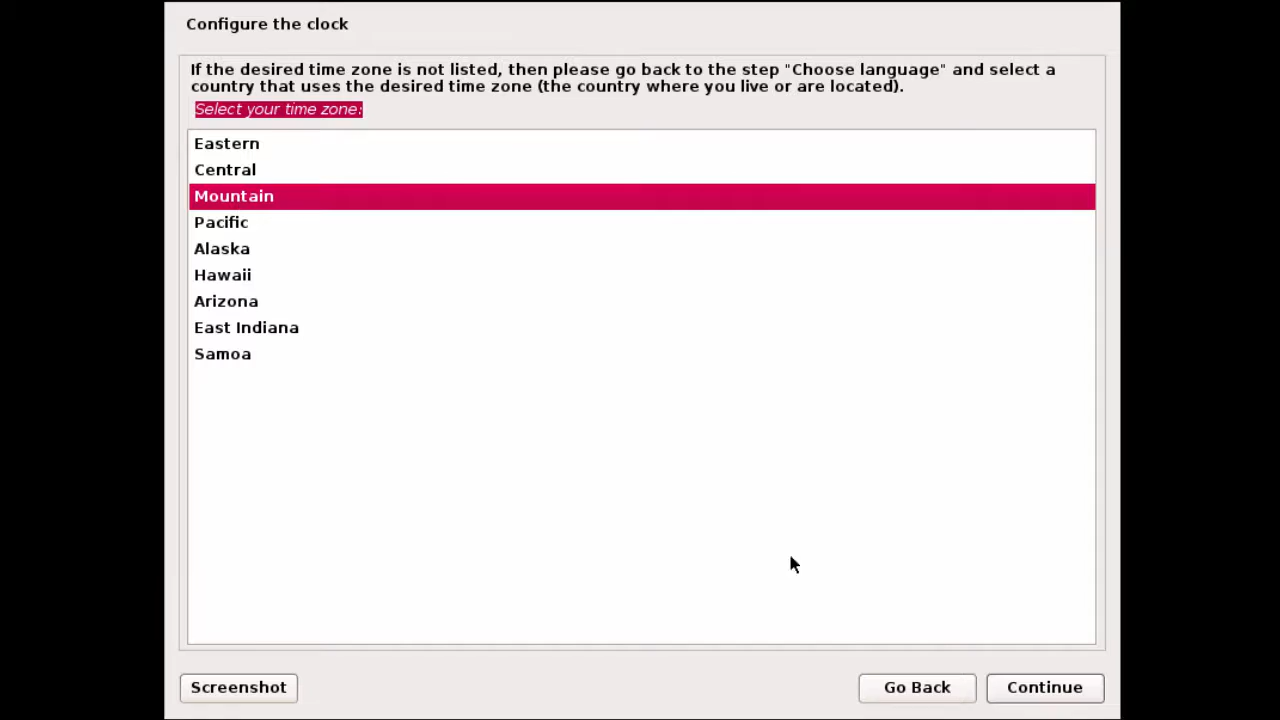 Configure the clock
If the desired time zone is not listed, then please go back to the step "Choose language" and select a
country that uses the desired time zone (the country where you live or are located).
Select your time zone:
Eastern
Central
Mountain
Pacific
Alaska
Hawaii
Arizona
East Indiana
Samoa
Screenshot
Go Back
Continue